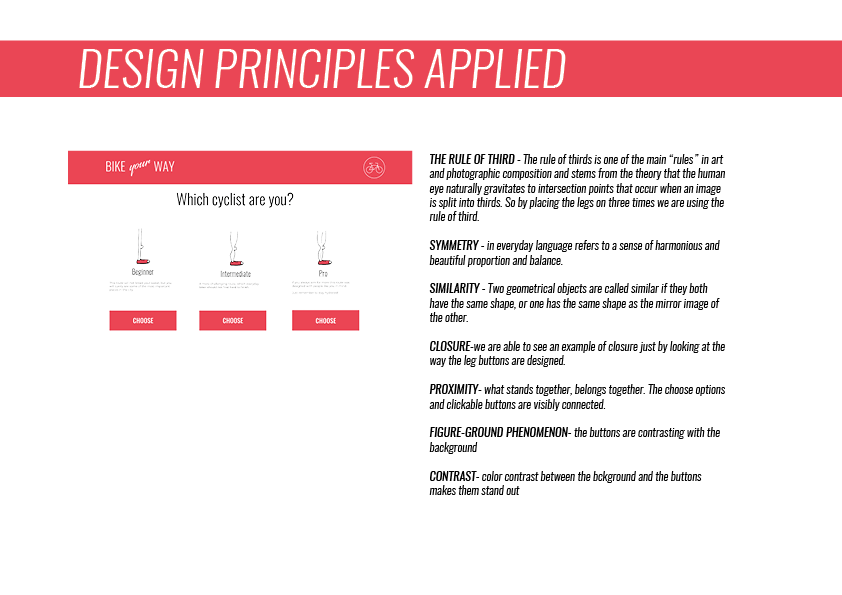 DESIGN PRINCIPLES APPLIED
BIKE your WAY
Which cyclist are you?
Beginner
Intermediate
Pro
CHOOSE
CHOOSE
CHOOSE
THE RULE OF THIRD - The rule of thirds is one of the main “rules” in art
and photographic composition and stems from the theory that the human
eye naturally gravitates to intersection points that occur when an image
is split into thirds. So by placing the legs on three times we are using the
rule of third.
SYMMETRY - in everyday language refers to a sense of harmonious and
beautiful proportion and balance.
SIMILARITY - Two geometrical objects are called similar if they both
have the same shape, or one has the same shape as the mirror image of
the other.
CLOSURE-we are able to see an example of closure just by looking at the
way the leg buttons are designed.
PROXIMITY- what stands together, belongs together. The choose options
and clickable buttons are visibly connected.
FIGURE-GROUND PHENOMENON- the buttons are contrasting with the
background
CONTRAST- color contrast between the bckground and the buttons
makes them stand out